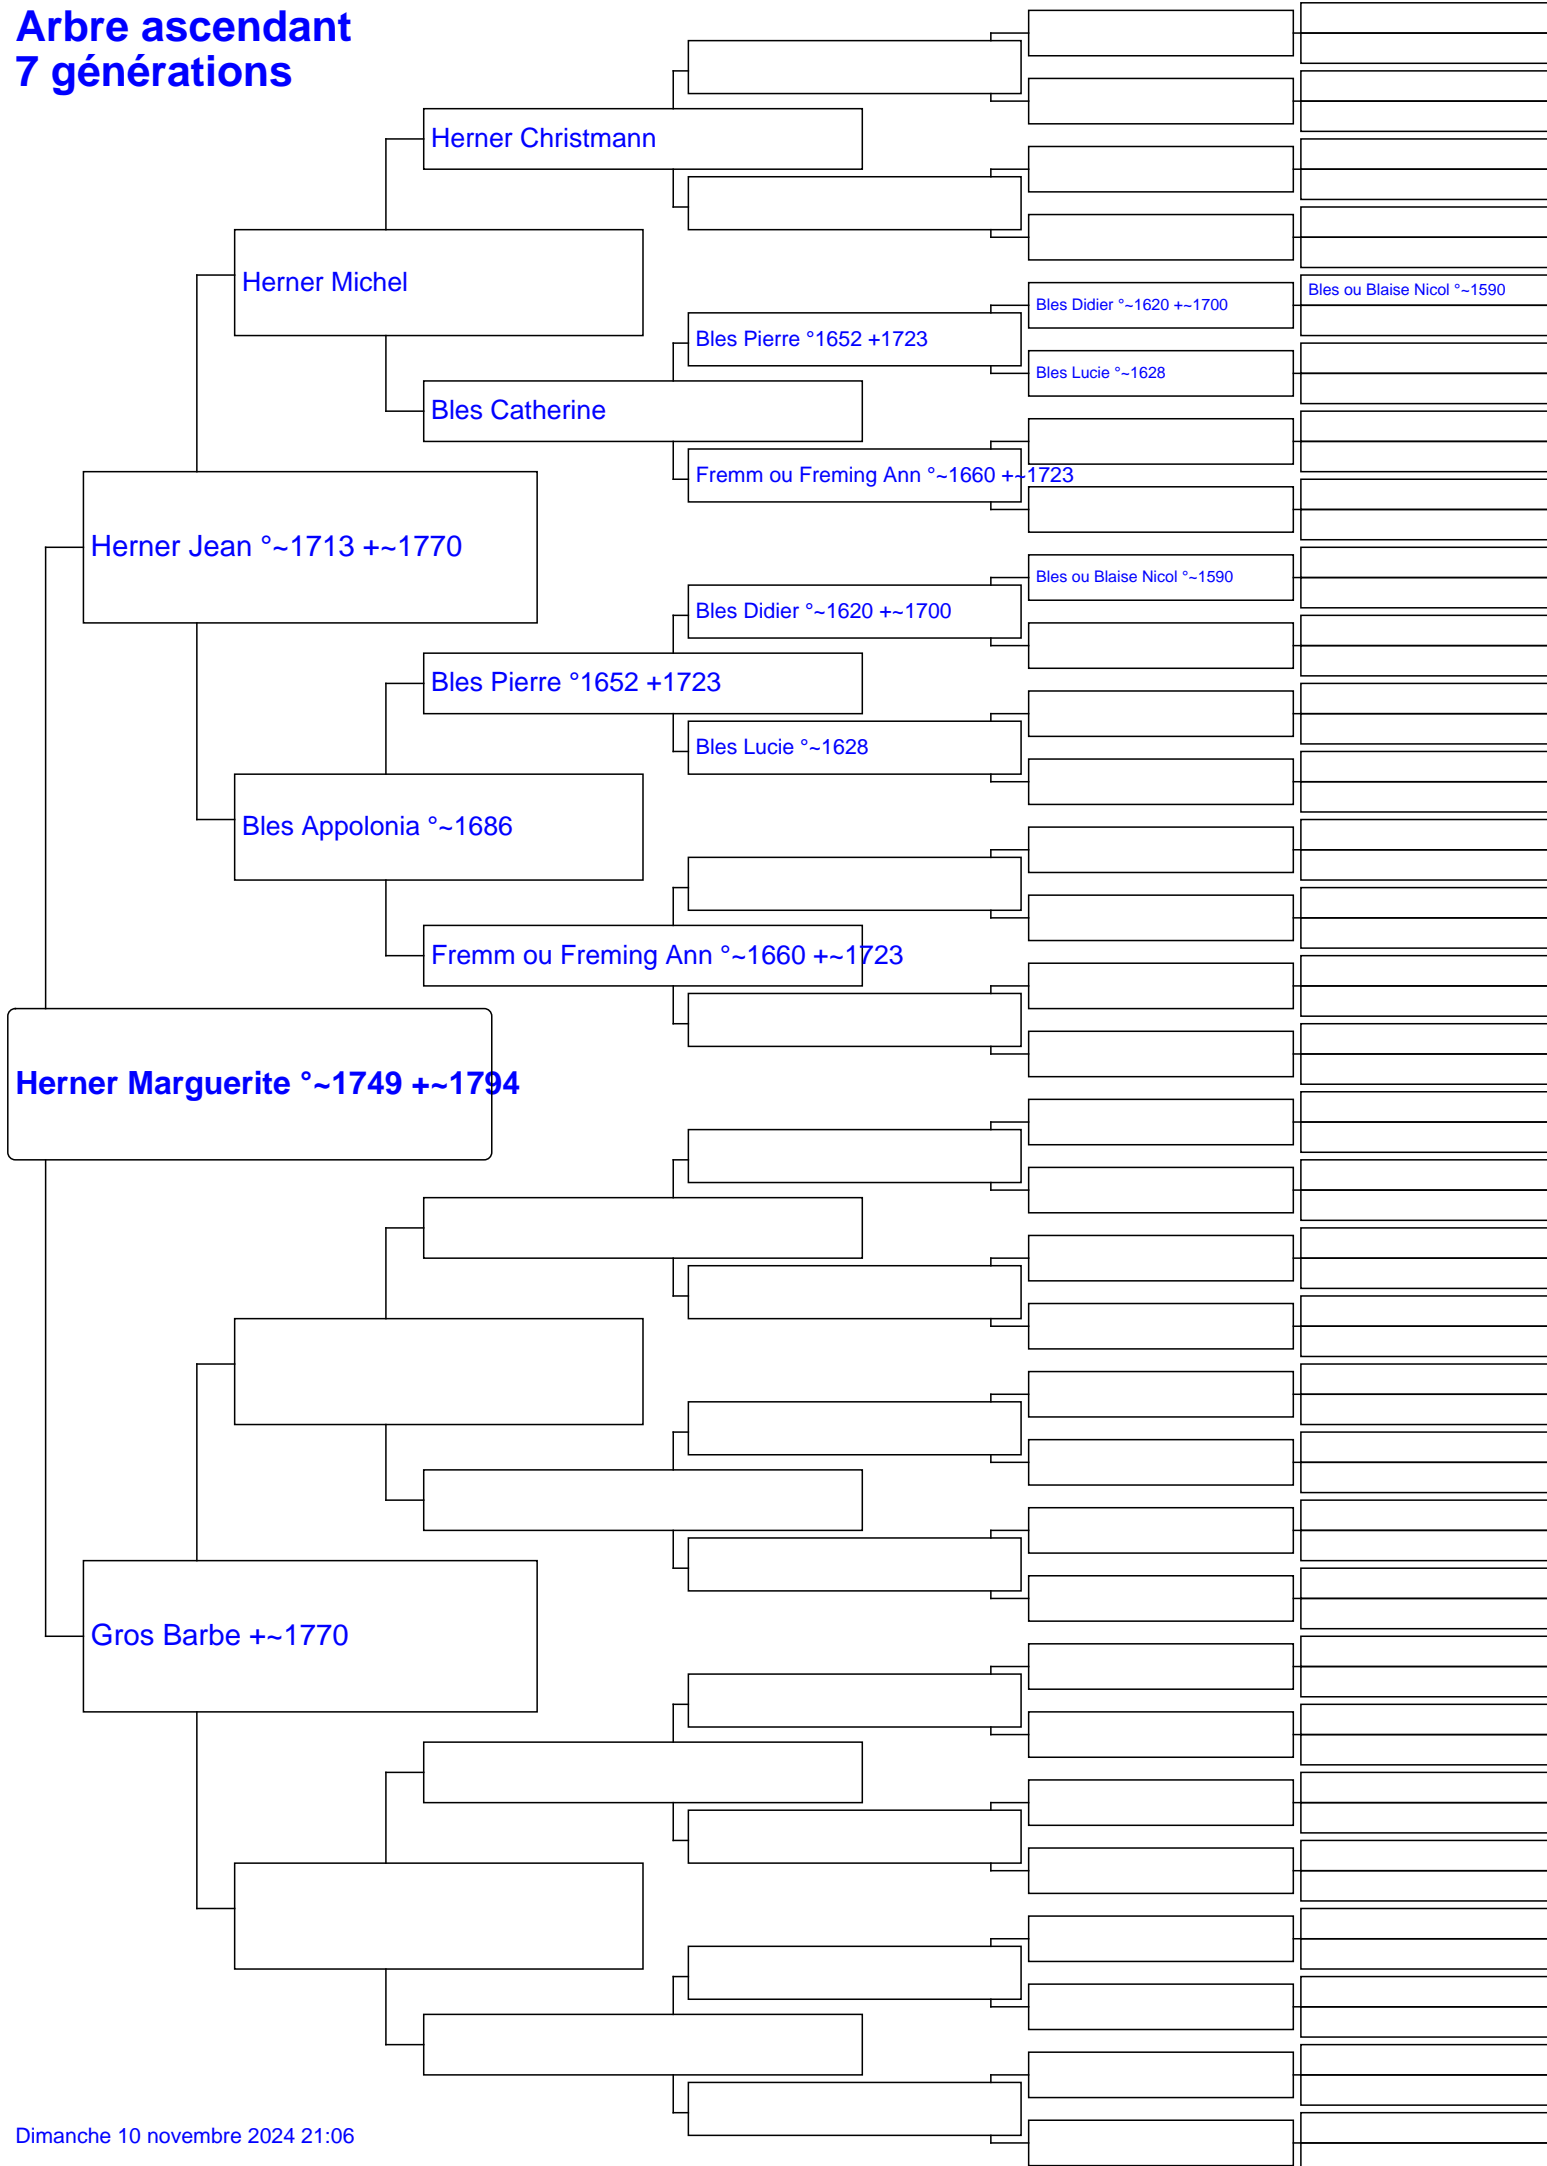 Arbre ascendant
7 générations
Herner Christmann
Herner Michel
Bles Didier °~1620 +~1700
Bles ou Blaise Nicol °~1590
Bles Pierre °1652 +1723
Bles Lucie °~1628
Bles Catherine
Fremm ou Freming Ann °~1660 +~1723
Herner Jean °~1713 +~1770
Bles ou Blaise Nicol °~1590
Bles Didier °~1620 +~1700
Bles Pierre °1652 +1723
Bles Lucie °~1628
Bles Appolonia °~1686
Fremm ou Freming Ann °~1660 +~1723
Herner Marguerite °~1749 +~1794
Gros Barbe +~1770
Dimanche 10 novembre 2024 21:06